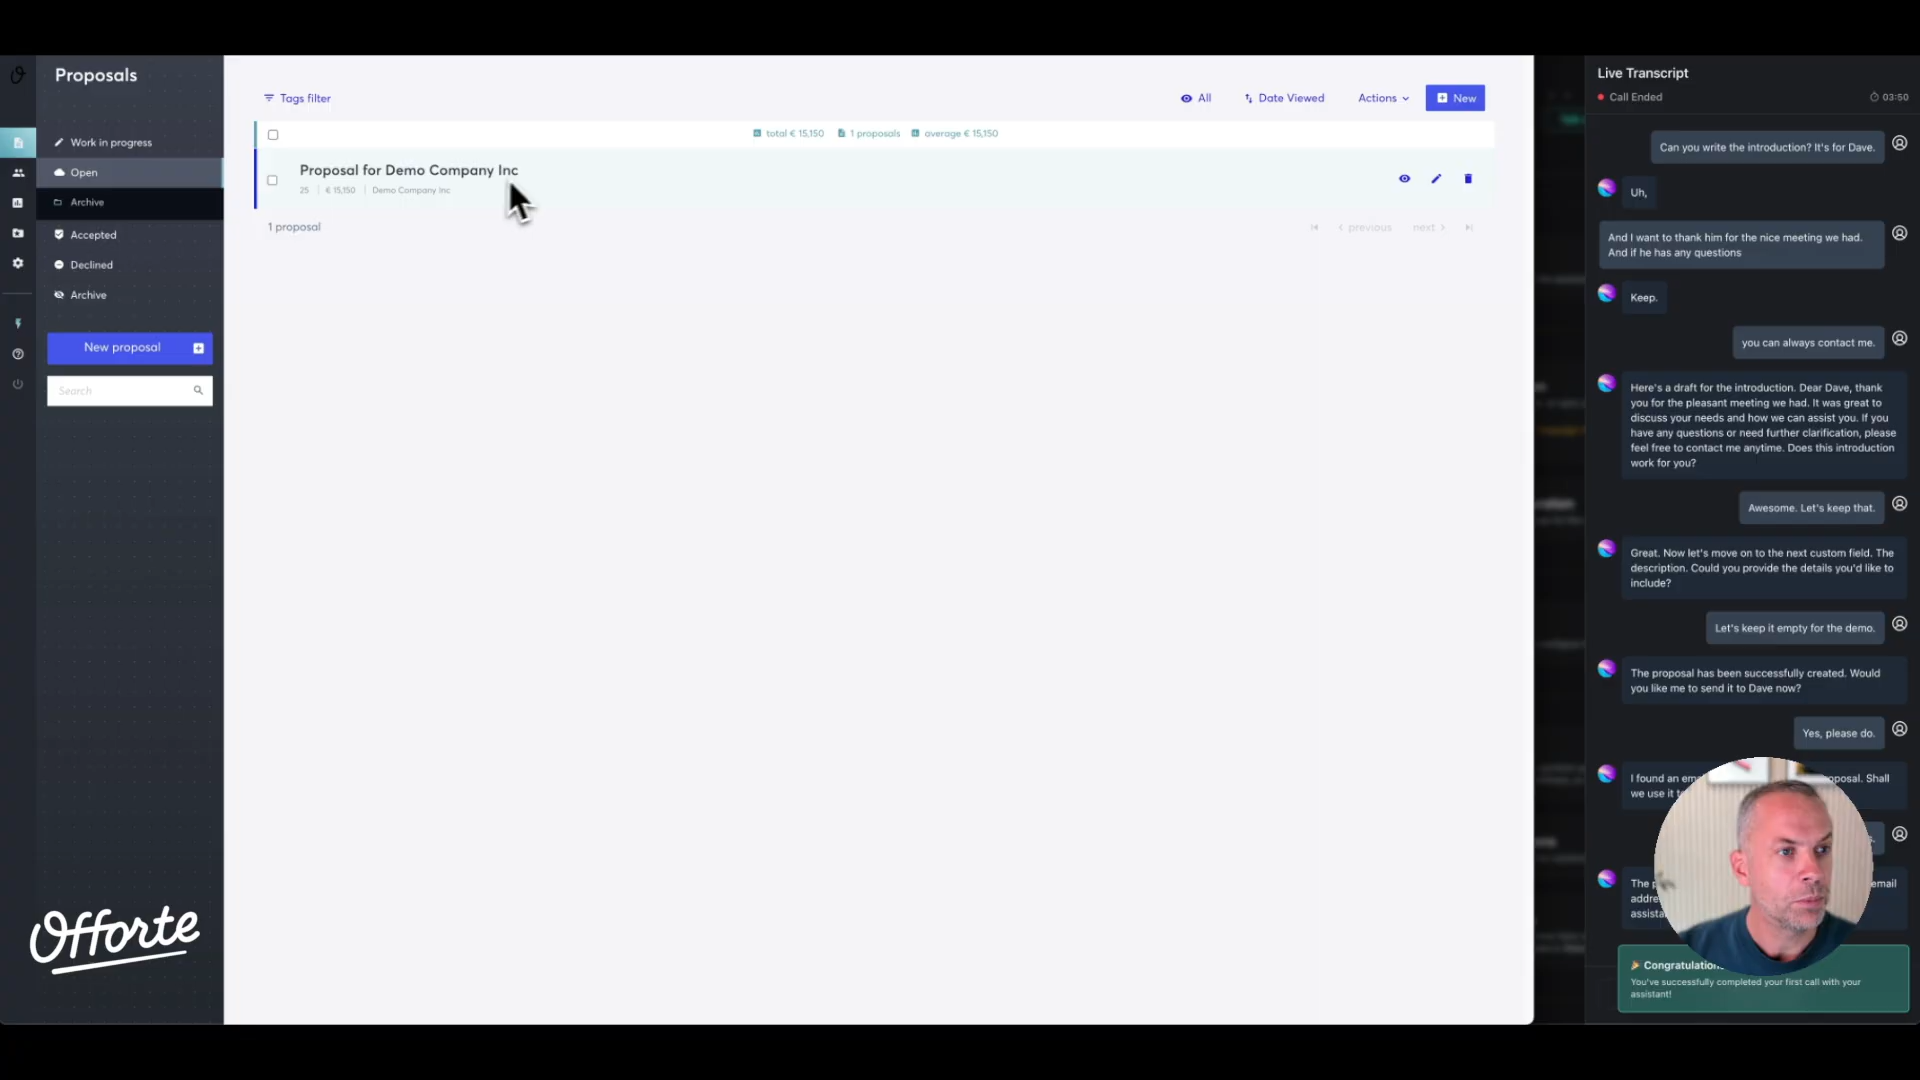 Proposals
Work in progress
Open
Archive
Accepted
Declined
Archive
New proposal
Search
Offorte
Tags filter
All
Date Viewed
Actions
New
total € 15,150
1 proposals
average € 15,150
Proposal for Demo Company Inc
25 | € 15,150 | Demo Company Inc
1 proposal
previous
next
Live Transcript
Call Ended
03:50
Can you write the introduction? It's for Dave.
Uh,
And I want to thank him for the nice meeting we had.
And if he has any questions
Keep.
you can always contact me.
Here's a draft for the introduction. Dear Dave, thank
you for the pleasant meeting we had. It was great to
discuss your needs and how we can assist you. If you
have any questions or need further clarification, please
feel free to contact me anytime. Does this introduction
work for you?
Awesome. Let's keep that.
Great. Now let's move on to the next custom field. The
description. Could you provide the details you'd like to
include?
Let's keep it empty for the demo.
The proposal has been successfully created. Would
you like me to send it to Dave now?
Yes, please do.
I found an
Shall
we use it
The
email
🎉 Congratulation
You've successfully completed your first call with your
assistant!